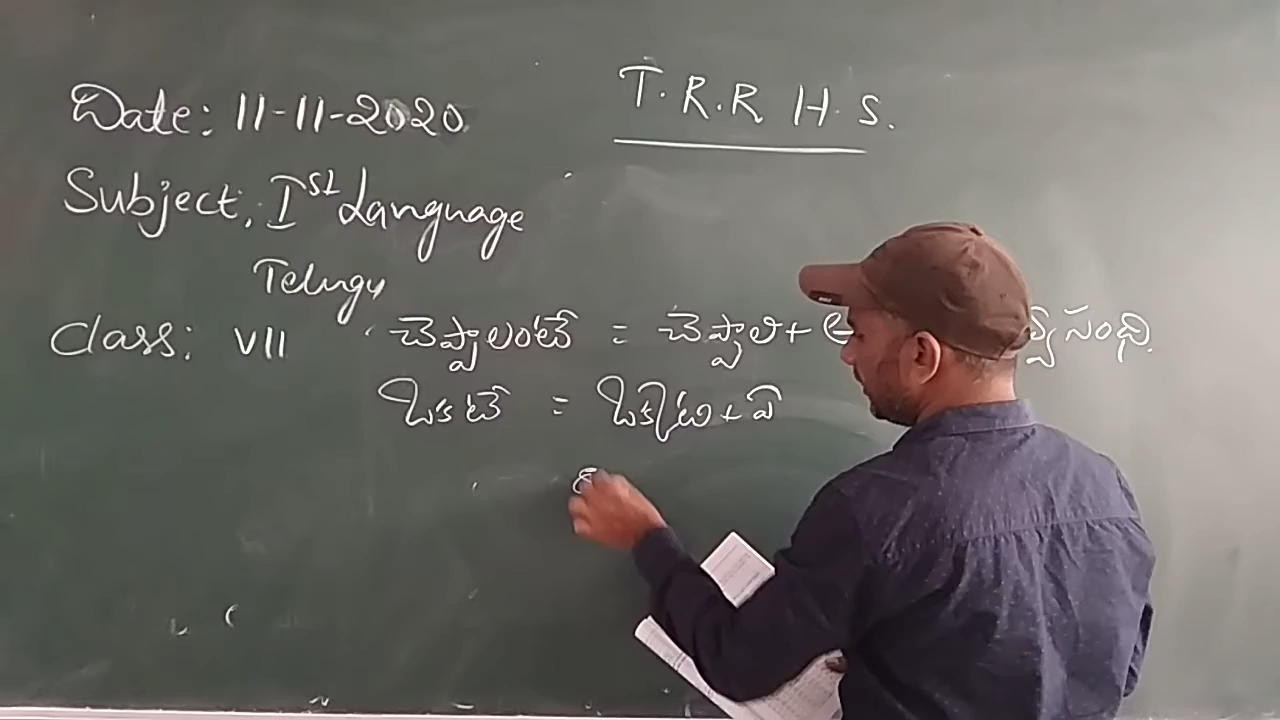 T.R.R H.S.
Date: 11-11-2020
Subject: Ist Language
Telugu
Class: VII
చెప్పాలంటే = చెప్పాలి + అ సంధి.
ఒకటే = ఒక్కటి + ఏ